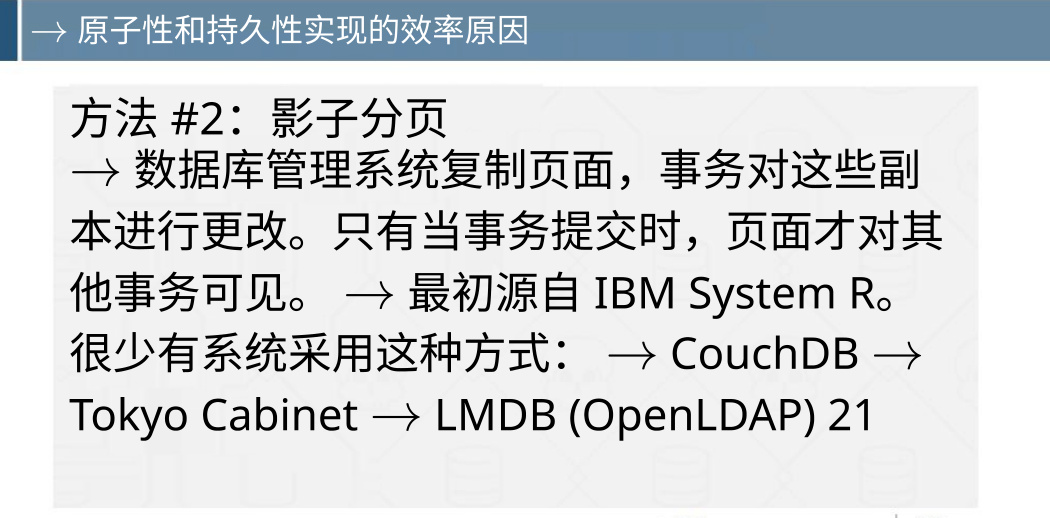 → 原子性和持久性实现的效率原因
方法 #2：影子分页
→ 数据库管理系统复制页面，事务对这些副
本进行更改。只有当事务提交时，页面才对其
他事务可见。 → 最初源自 IBM System R。
很少有系统采用这种方式： → CouchDB →
Tokyo Cabinet → LMDB (OpenLDAP) 21